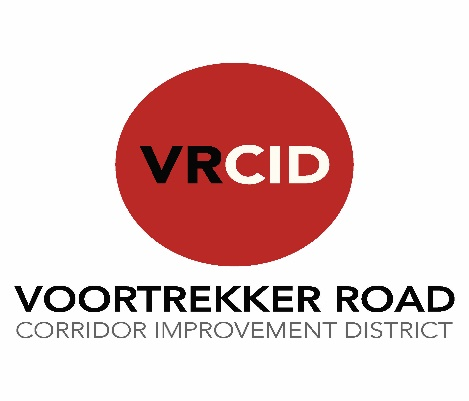 VRCID
VOORTREKKER ROAD
CORRIDOR IMPROVEMENT DISTRICT